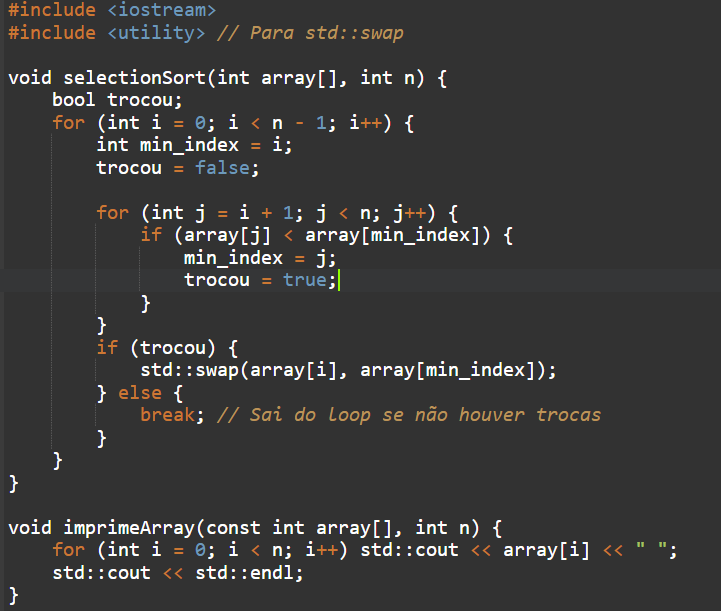 #include <iostream>
#include <utility> // Para std::swap

void selectionSort(int array[], int n) {
    bool trocou;
    for (int i = 0; i < n - 1; i++) {
        int min_index = i;
        trocou = false;

        for (int j = i + 1; j < n; j++) {
            if (array[j] < array[min_index]) {
                min_index = j;
                trocou = true;
            }
        }
        if (trocou) {
            std::swap(array[i], array[min_index]);
        } else {
            break; // Sai do loop se não houver trocas
        }
    }
}

void imprimeArray(const int array[], int n) {
    for (int i = 0; i < n; i++) std::cout << array[i] << " ";
    std::cout << std::endl;
}